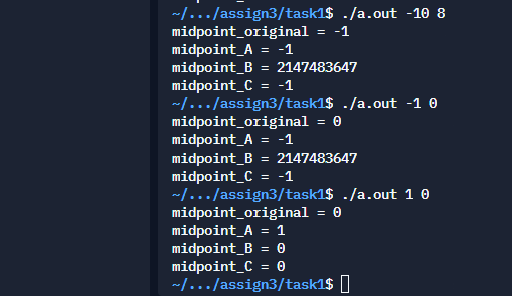 midpoint_C = -1
~/.../assign3/task1$ ./a.out -10 8
midpoint_original = -1
midpoint_A = -1
midpoint_B = 2147483647
midpoint_C = -1
~/.../assign3/task1$ ./a.out -1 0
midpoint_original = 0
midpoint_A = -1
midpoint_B = 2147483647
midpoint_C = -1
~/.../assign3/task1$ ./a.out 1 0
midpoint_original = 0
midpoint_A = 1
midpoint_B = 0
midpoint_C = 0
~/.../assign3/task1$